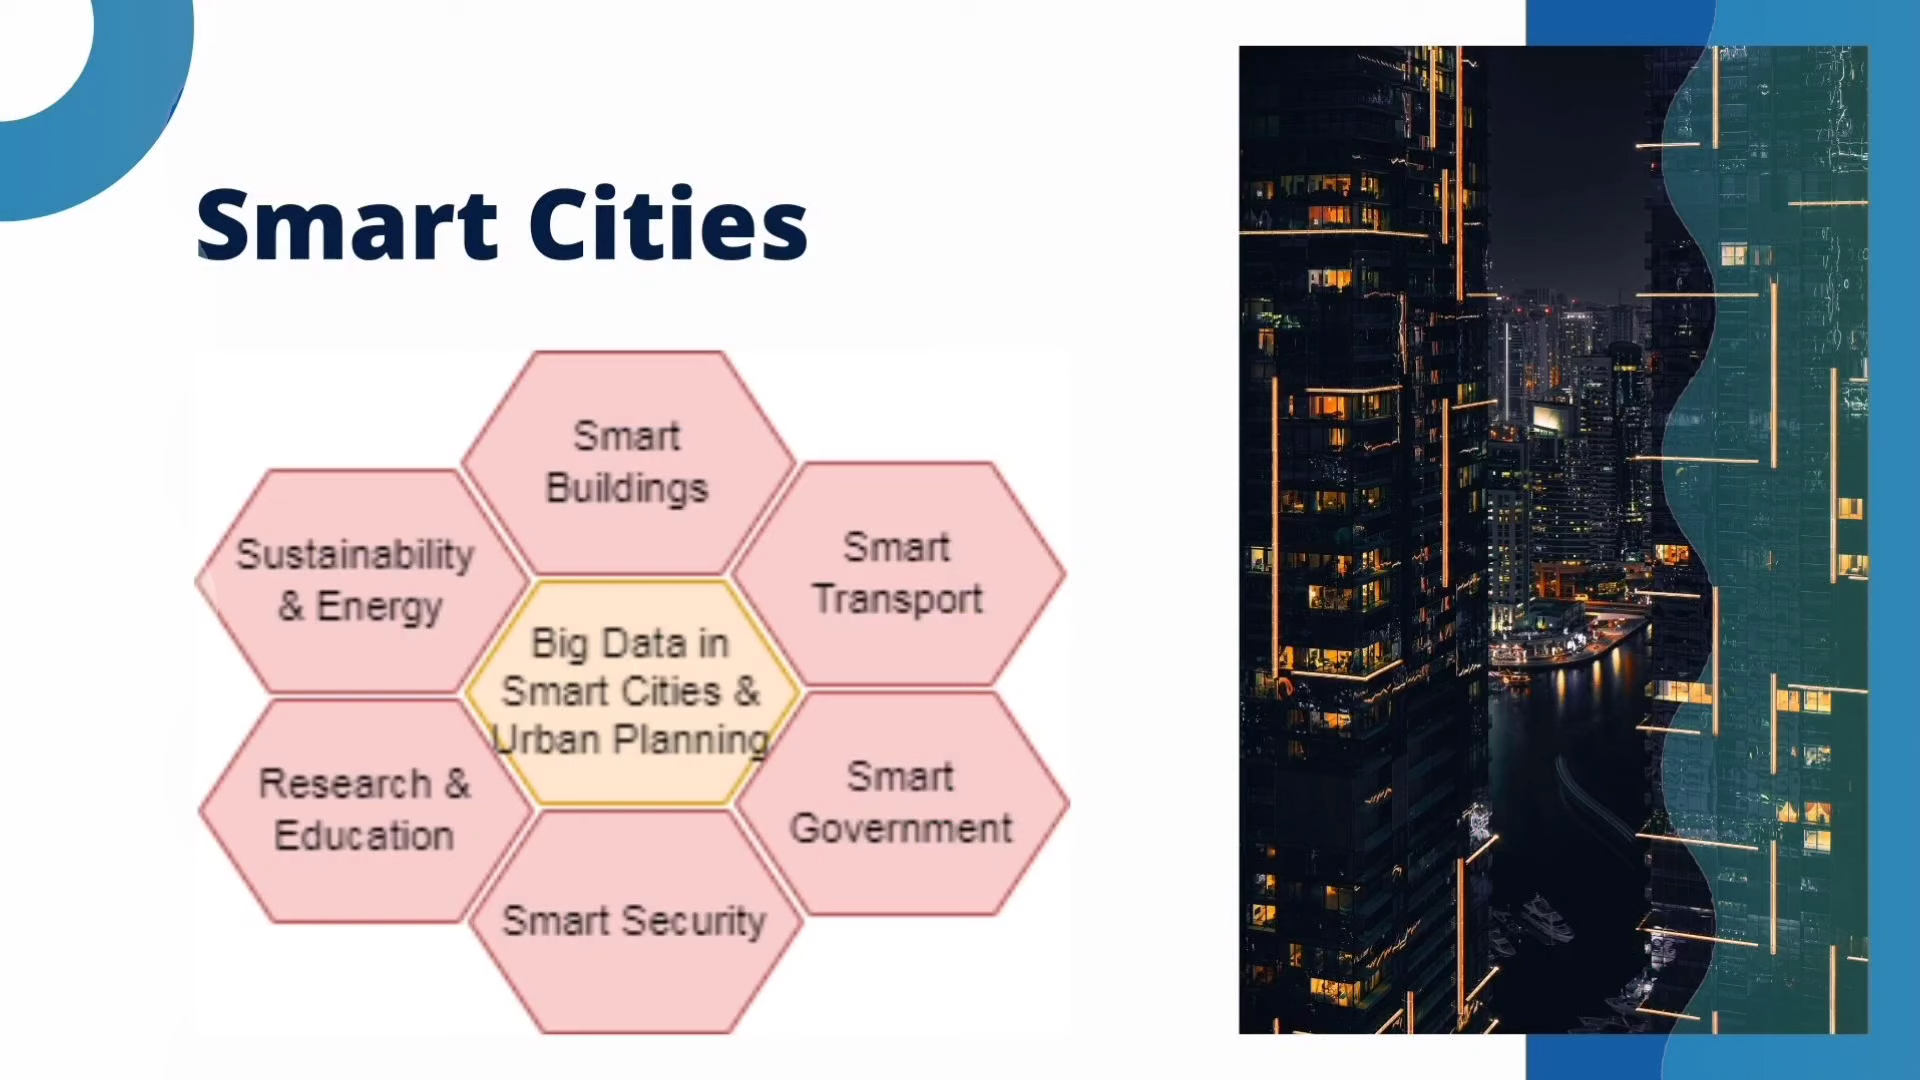 Smart Cities
Smart
Buildings
Sustainability
& Energy
Smart
Transport
Big Data in
Smart Cities &
Urban Planning
Research &
Education
Smart
Government
Smart Security